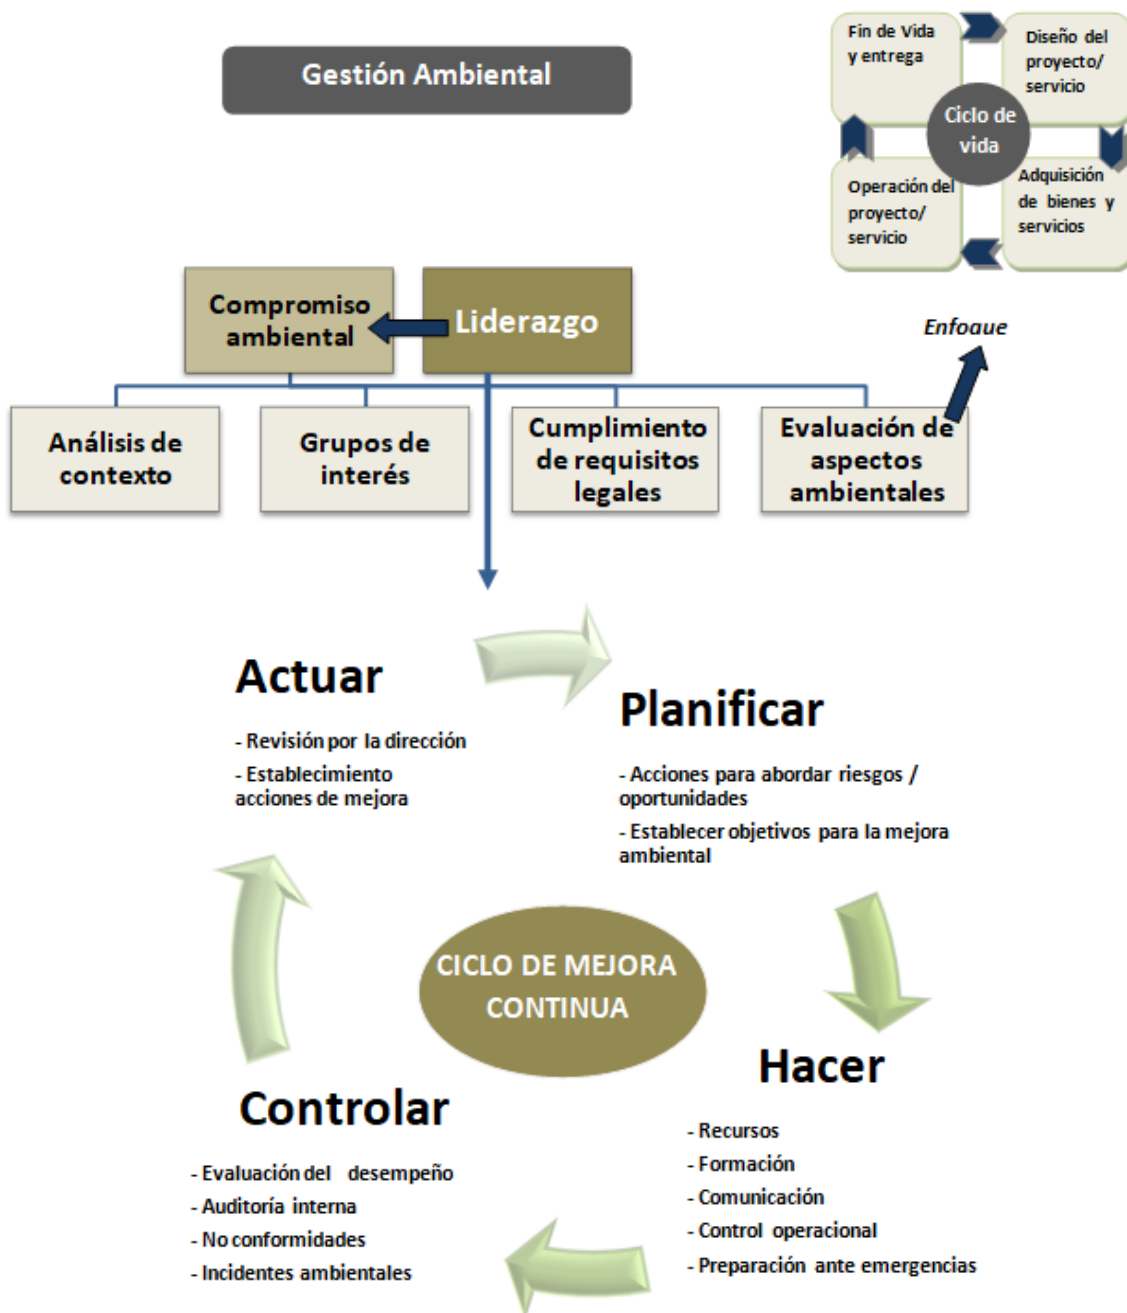 Gestión Ambiental
Fin de Vida
y entrega
Diseño del
proyecto/
servicio
Ciclo de
vida
Operación del
proyecto/
servicio
Adquisición
de bienes y
servicios
Compromiso
ambiental
Liderazgo
Enfoque
Análisis de
contexto
Grupos de
interés
Cumplimiento
de requisitos
legales
Evaluación de
aspectos
ambientales
Actuar
- Revisión por la dirección
- Establecimiento
acciones de mejora
Planificar
- Acciones para abordar riesgos /
oportunidades
- Establecer objetivos para la mejora
ambiental
CICLO DE MEJORA
CONTINUA
Hacer
- Recursos
- Formación
- Comunicación
- Control operacional
- Preparación ante emergencias
Controlar
- Evaluación del desempeño
- Auditoría interna
- No conformidades
- Incidentes ambientales